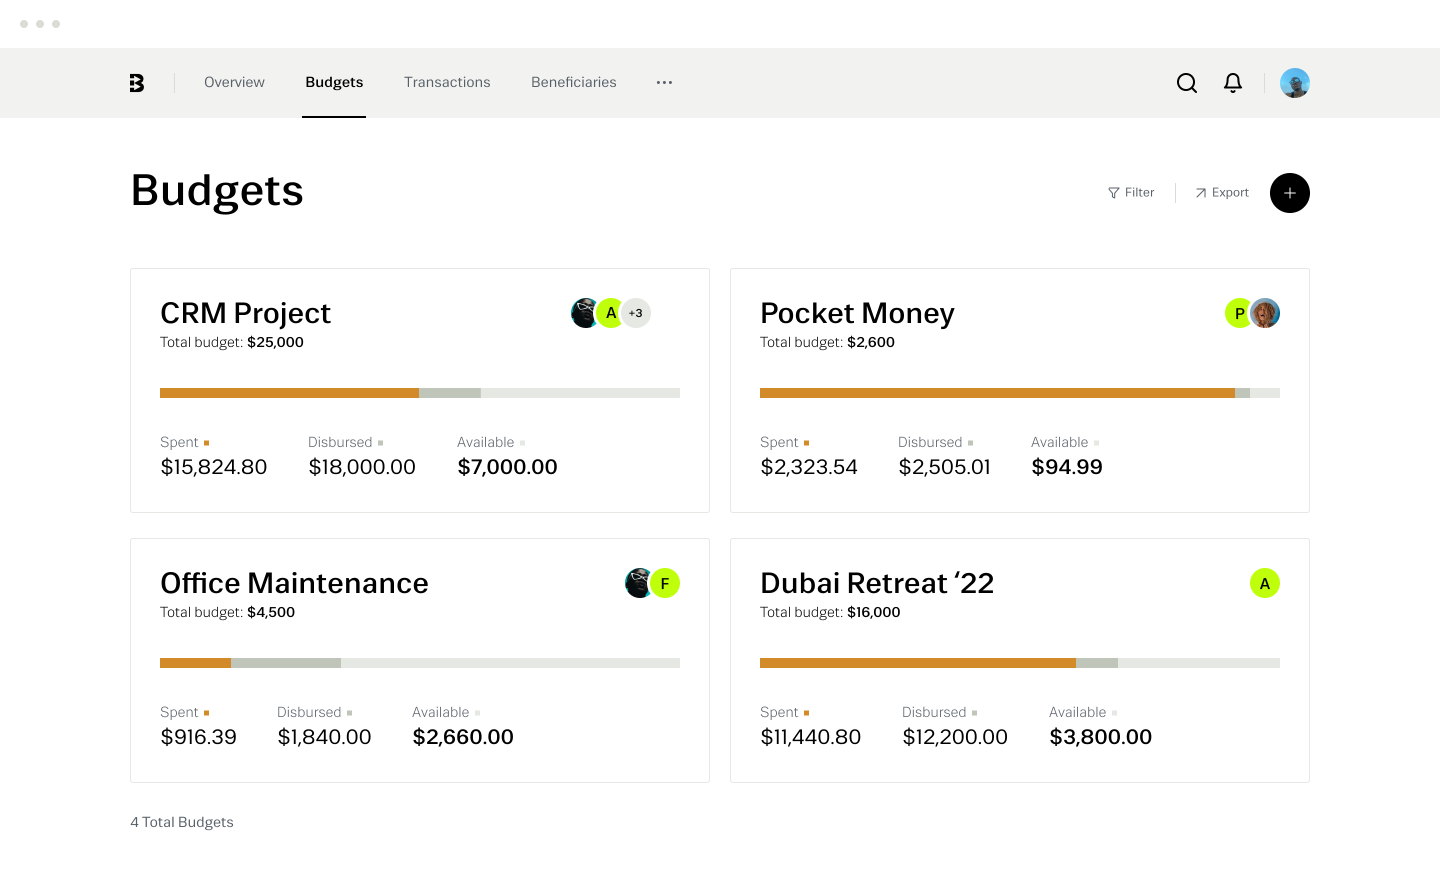 B
Overview
Budgets
Transactions
Beneficiaries
Budgets
Filter
Export
CRM Project
A
+3
Total budget: $25,000
Spent
Disbursed
Available
$15,824.80
$18,000.00
$7,000.00
Pocket Money
P
Total budget: $2,600
Spent
Disbursed
Available
$2,323.54
$2,505.01
$94.99
Office Maintenance
F
Total budget: $4,500
Spent
Disbursed
Available
$916.39
$1,840.00
$2,660.00
Dubai Retreat ‘22
A
Total budget: $16,000
Spent
Disbursed
Available
$11,440.80
$12,200.00
$3,800.00
4 Total Budgets